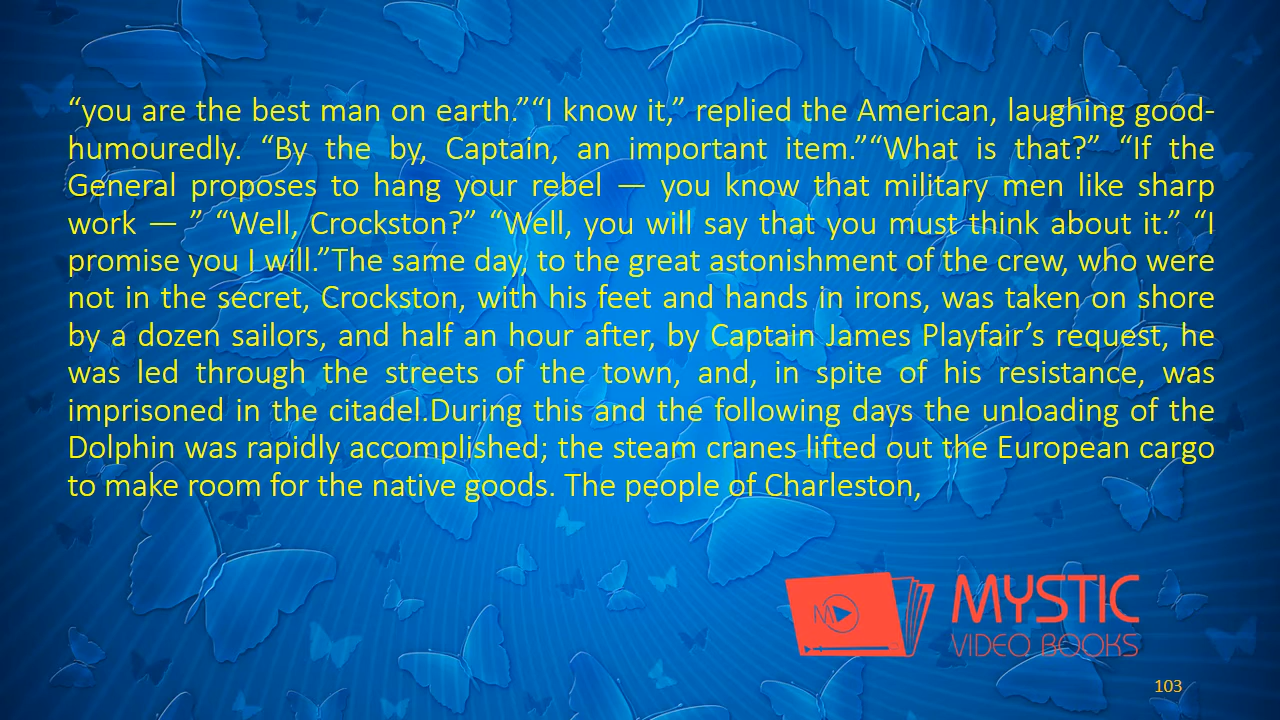 “you are the best man on earth.”“I know it,” replied the American, laughing good-
humouredly. “By the by, Captain, an important item.”“What is that?” “If the
General proposes to hang your rebel — you know that military men like sharp
work — ” “Well, Crockston?” “Well, you will say that you must think about it.” “I
promise you I will.”The same day, to the great astonishment of the crew, who were
not in the secret, Crockston, with his feet and hands in irons, was taken on shore
by a dozen sailors, and half an hour after, by Captain James Playfair’s request, he
was led through the streets of the town, and, in spite of his resistance, was
imprisoned in the citadel.During this and the following days the unloading of the
Dolphin was rapidly accomplished; the steam cranes lifted out the European cargo
to make room for the native goods. The people of Charleston,
MYSTIC
VIDEO BOOKS
103